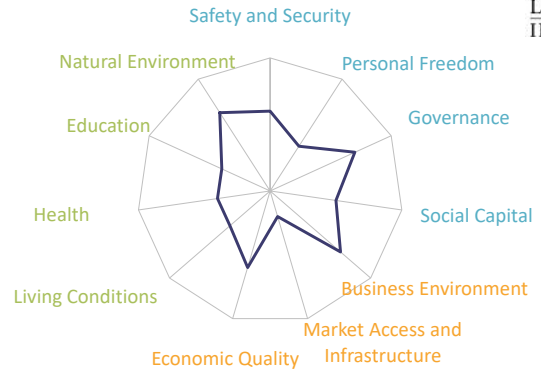 Safety and Security
Natural Environment
Personal Freedom
Education
Governance
Health
Social Capital
Living Conditions
Business Environment
Market Access and
Infrastructure
Economic Quality